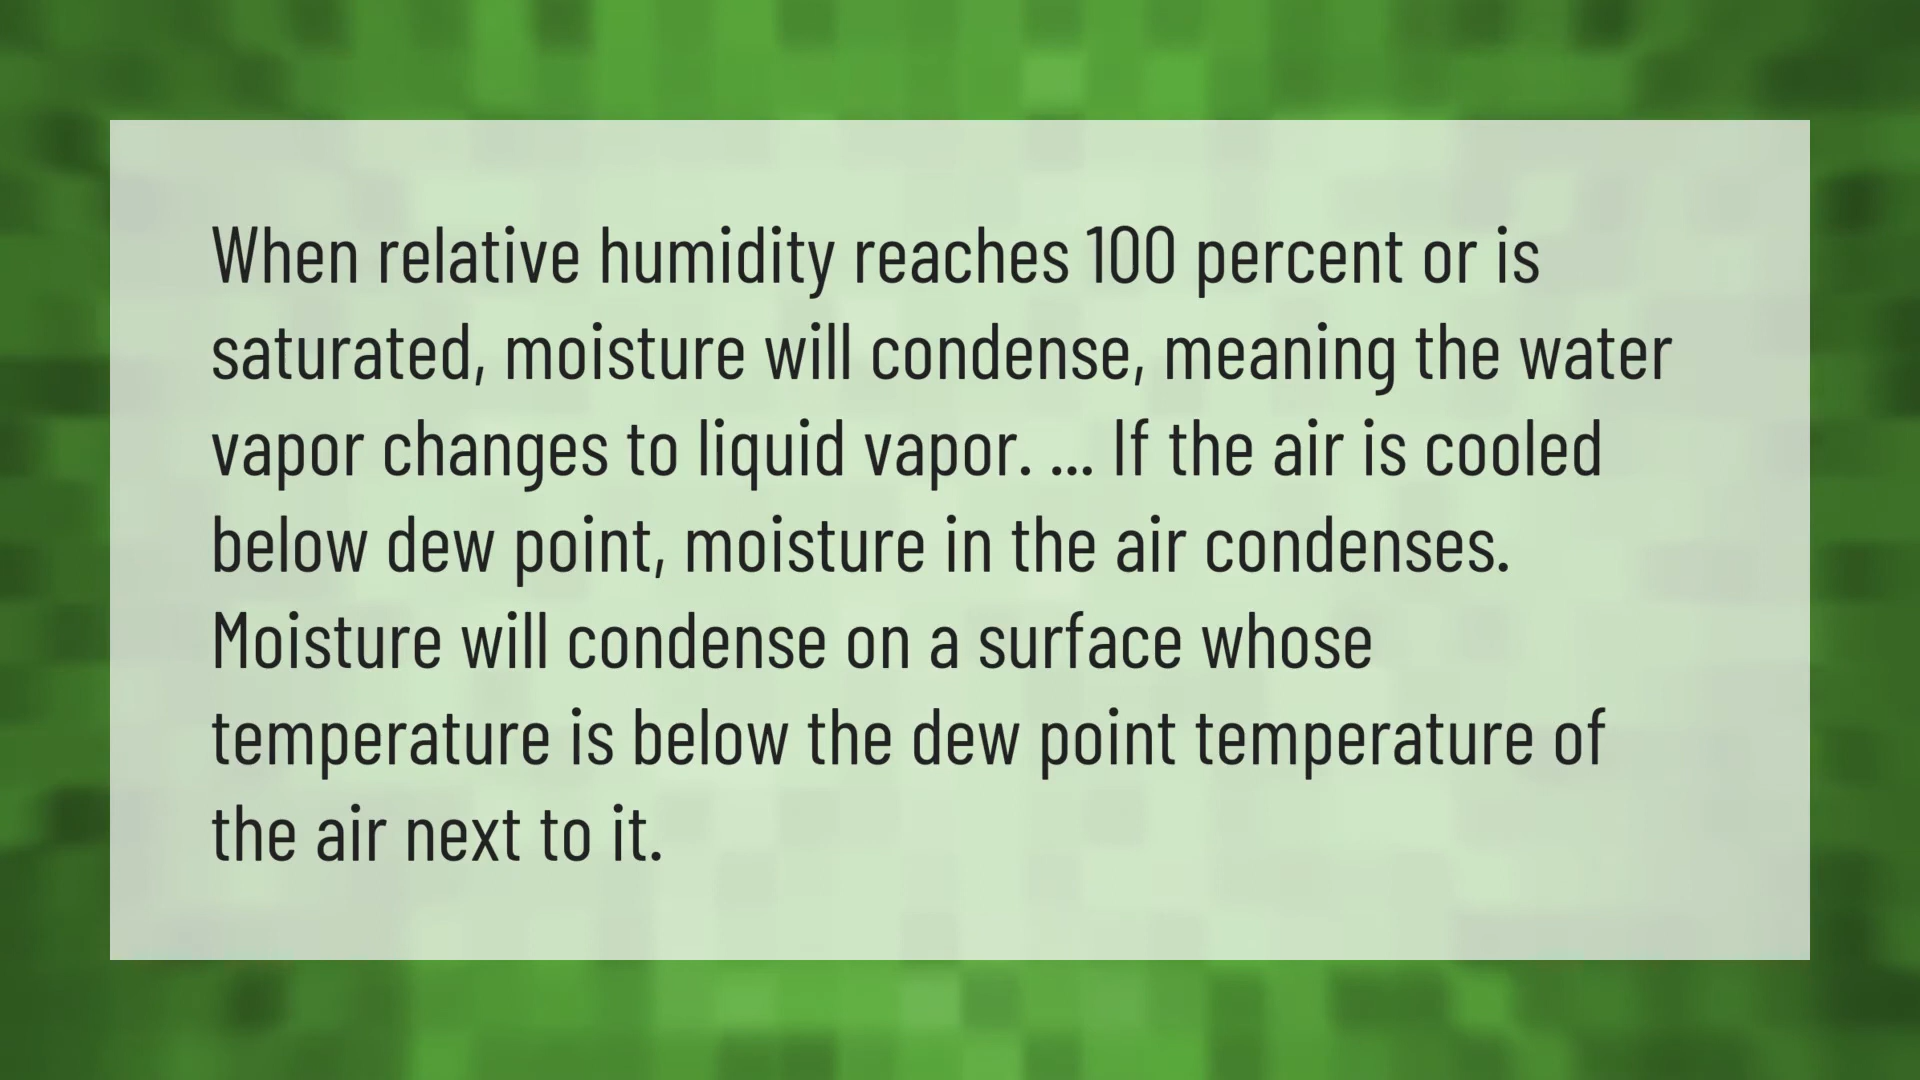 When relative humidity reaches 100 percent or is
saturated, moisture will condense, meaning the water
vapor changes to liquid vapor. ... If the air is cooled
below dew point, moisture in the air condenses.
Moisture will condense on a surface whose
temperature is below the dew point temperature of
the air next to it.